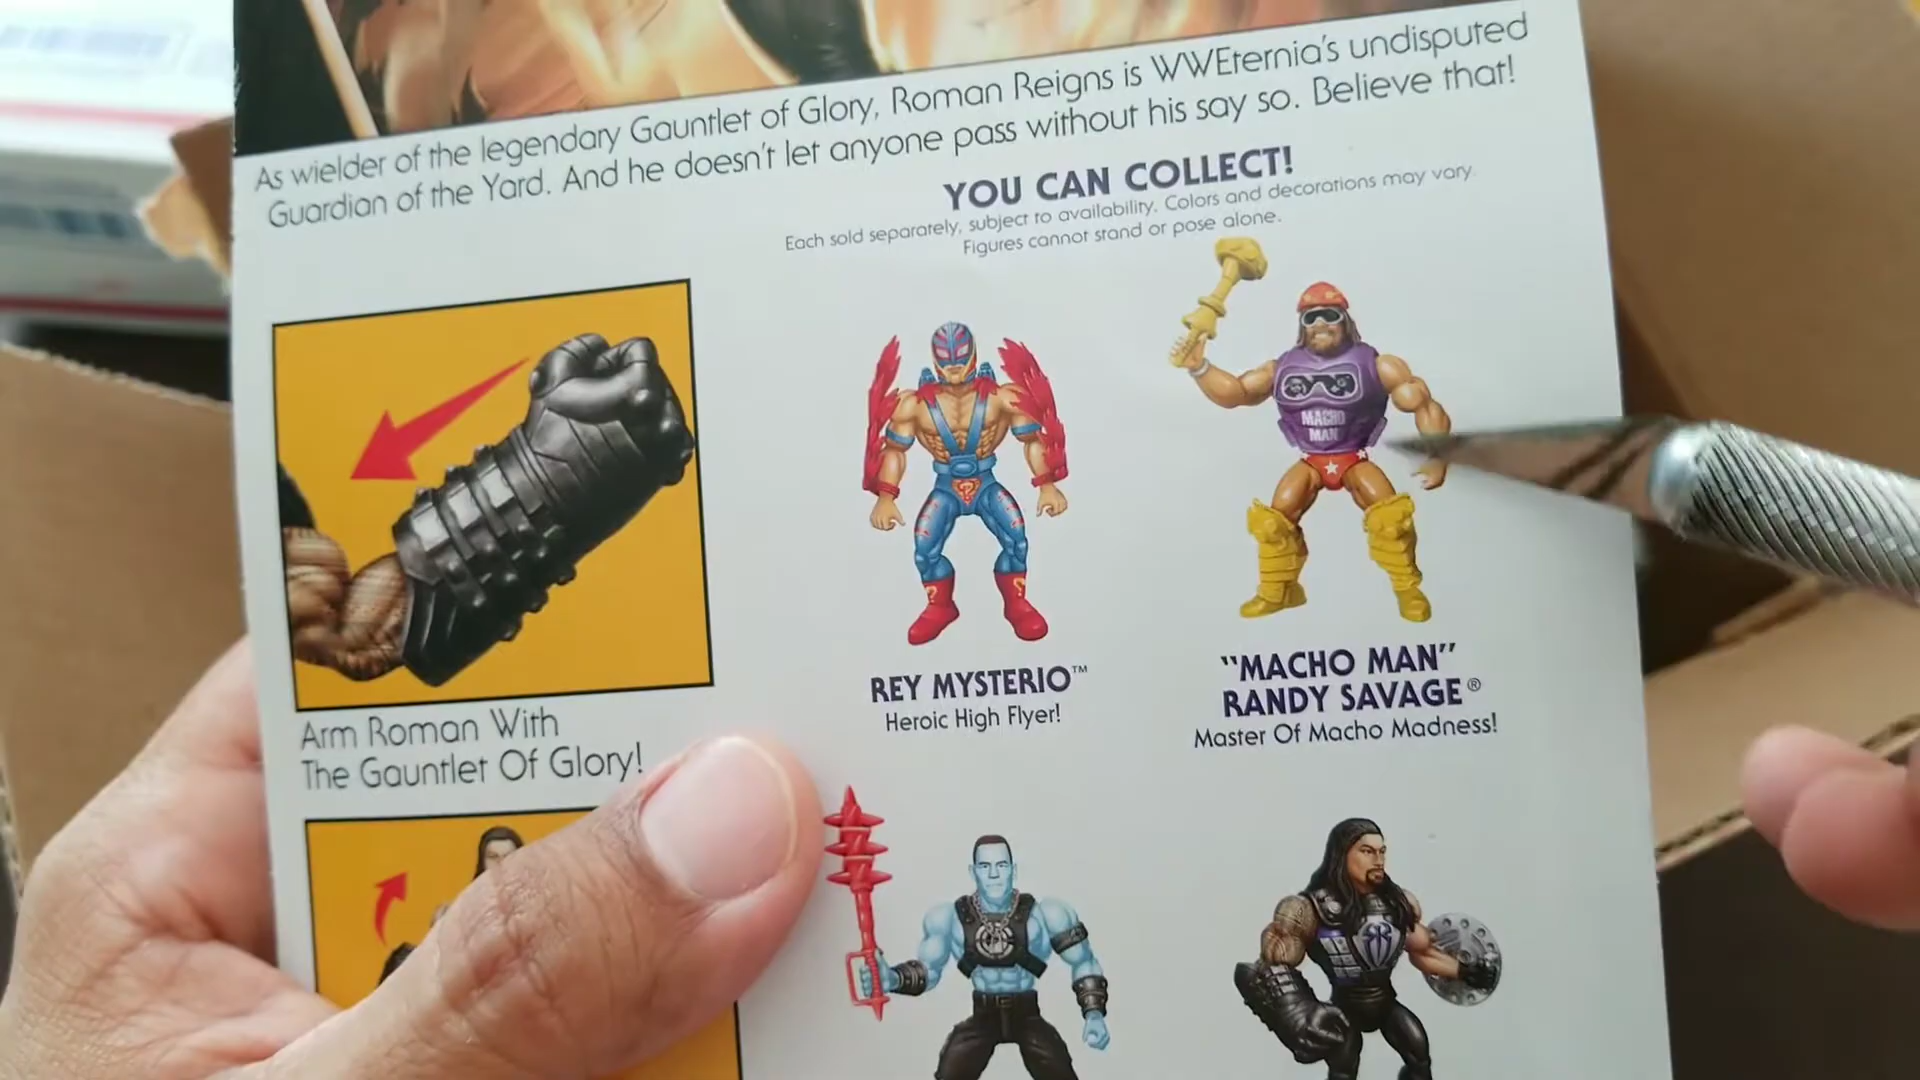 As wielder of the legendary Gauntlet of Glory, Roman Reigns is WWEternia's undisputed
Guardian of the Yard. And he doesn't let anyone pass without his say so. Believe that!
YOU CAN COLLECT!
Each sold separately, subject to availability. Colors and decorations may vary.
Figures cannot stand or pose alone.
MACHO
MAN
Arm Roman With
The Gauntlet Of Glory!
REY MYSTERIO™
Heroic High Flyer!
"MACHO MAN"
RANDY SAVAGE®
Master Of Macho Madness!